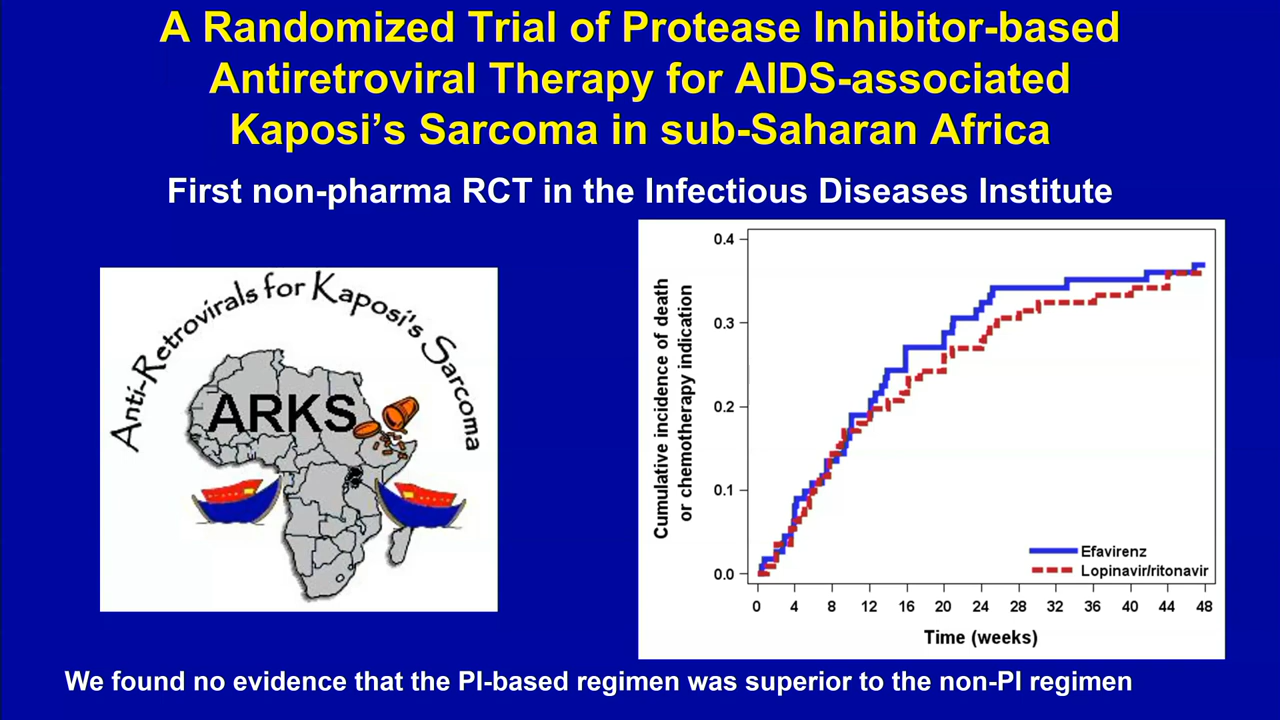 A Randomized Trial of Protease Inhibitor-based
Antiretroviral Therapy for AIDS-associated
Kaposi's Sarcoma in sub-Saharan Africa
First non-pharma RCT in the Infectious Diseases Institute
Anti-Retrovirals for Kaposi's Sarcoma
ARKS
Cumulative incidence of death
or chemotherapy indication
0.4
0.3
0.2
0.1
0.0
Efavirenz
Lopinavir/ritonavir
0 4 8 12 16 20 24 28 32 36 40 44 48
Time (weeks)
We found no evidence that the PI-based regimen was superior to the non-PI regimen